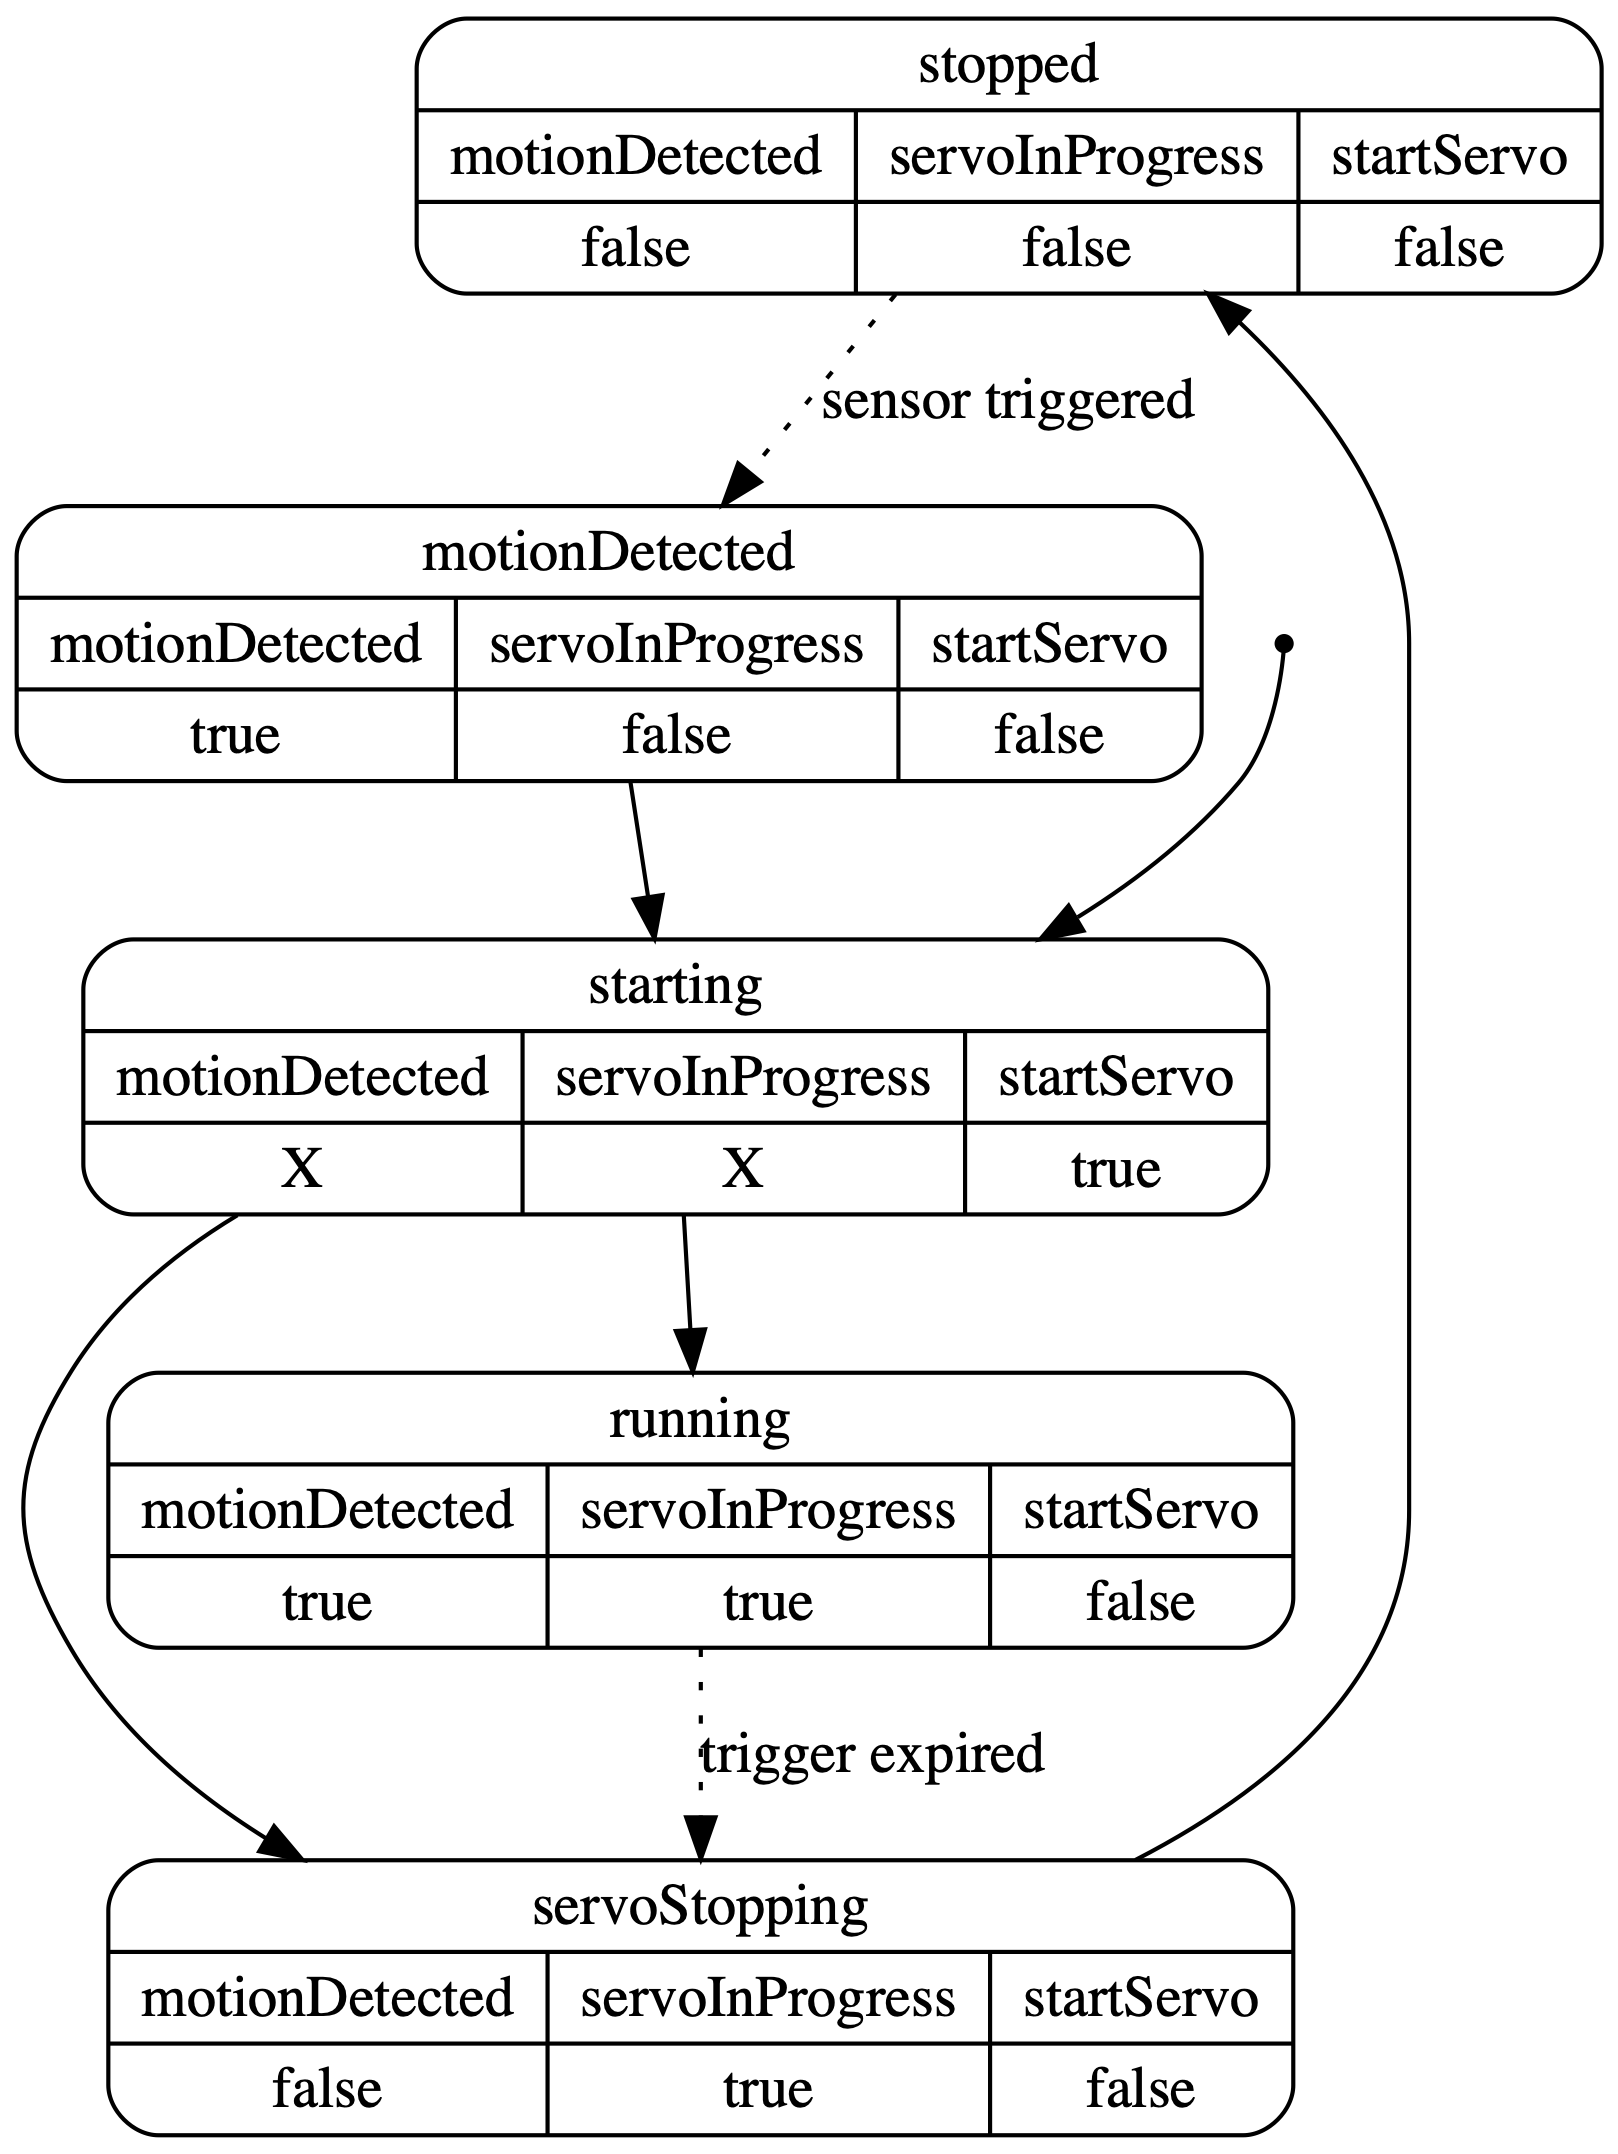 stopped
motionDetected servoInProgress startServo
false false false
sensor triggered
motionDetected
motionDetected servoInProgress startServo
true false false
starting
motionDetected servoInProgress startServo
X X true
running
motionDetected servoInProgress startServo
true true false
trigger expired
servoStopping
motionDetected servoInProgress startServo
false true false